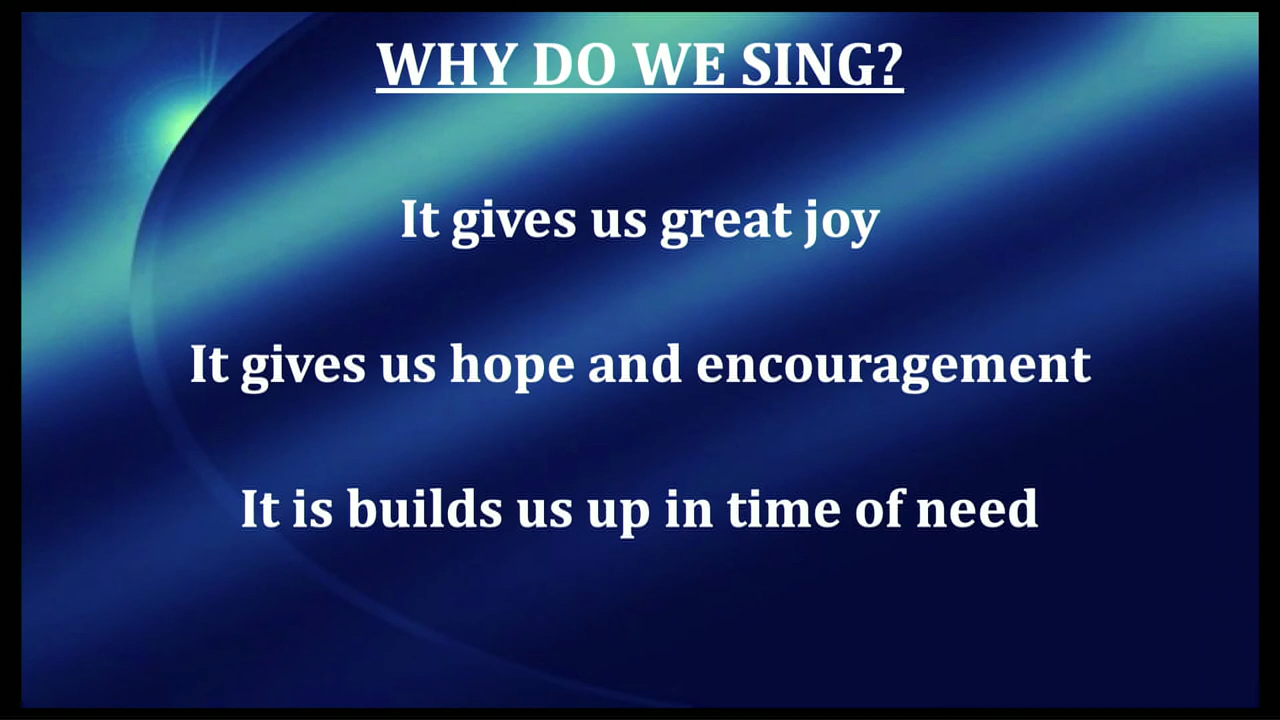 WHY DO WE SING?
It gives us great joy
It gives us hope and encouragement
It is builds us up in time of need